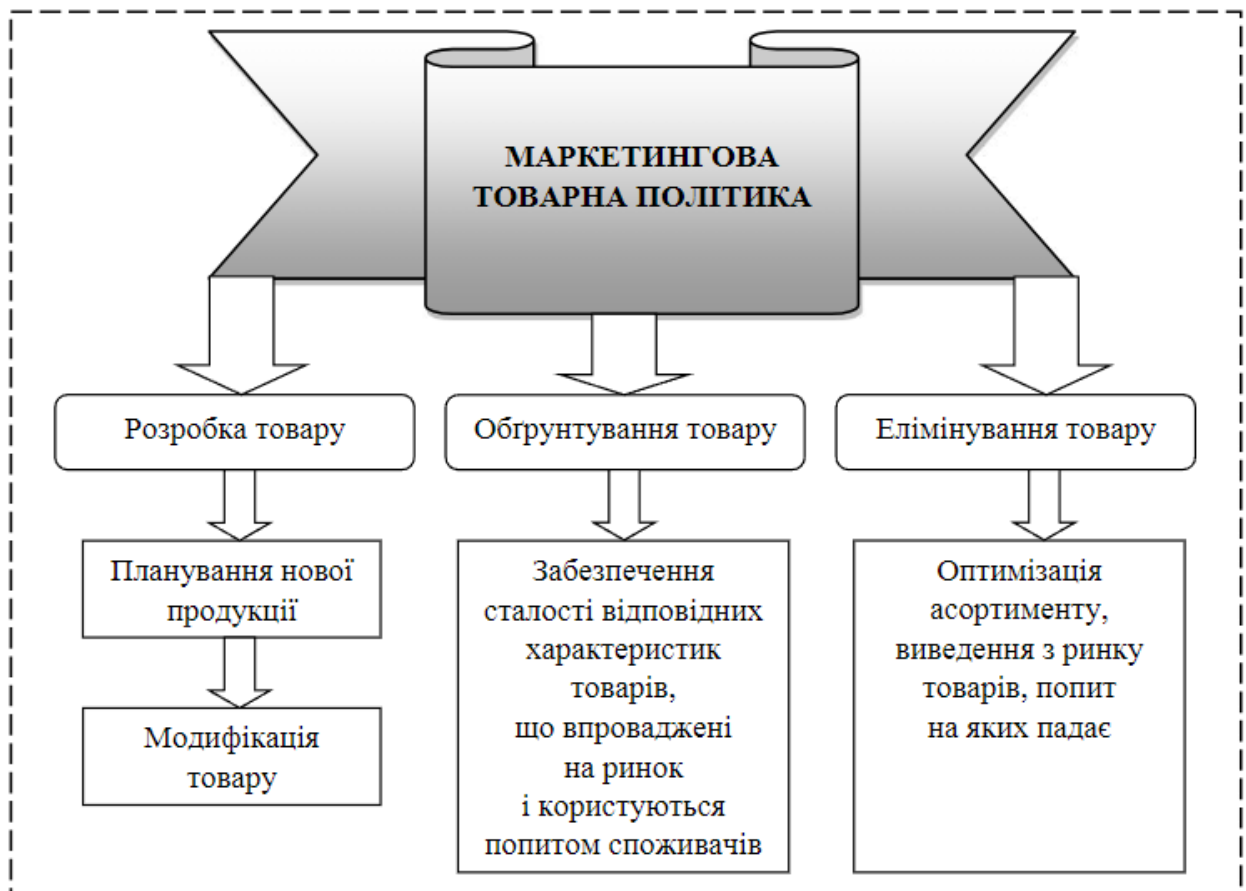 МАРКЕТИНГОВА
ТОВАРНА ПОЛІТИКА
Розробка товару
Обґрунтування товару
Елімінування товару
Планування нової
продукції
Модифікація
товару
Забезпечення
сталості відповідних
характеристик
товарів,
що впроваджені
на ринок
і користуються
попитом споживачів
Оптимізація
асортименту,
виведення з ринку
товарів, попит
на яких падає